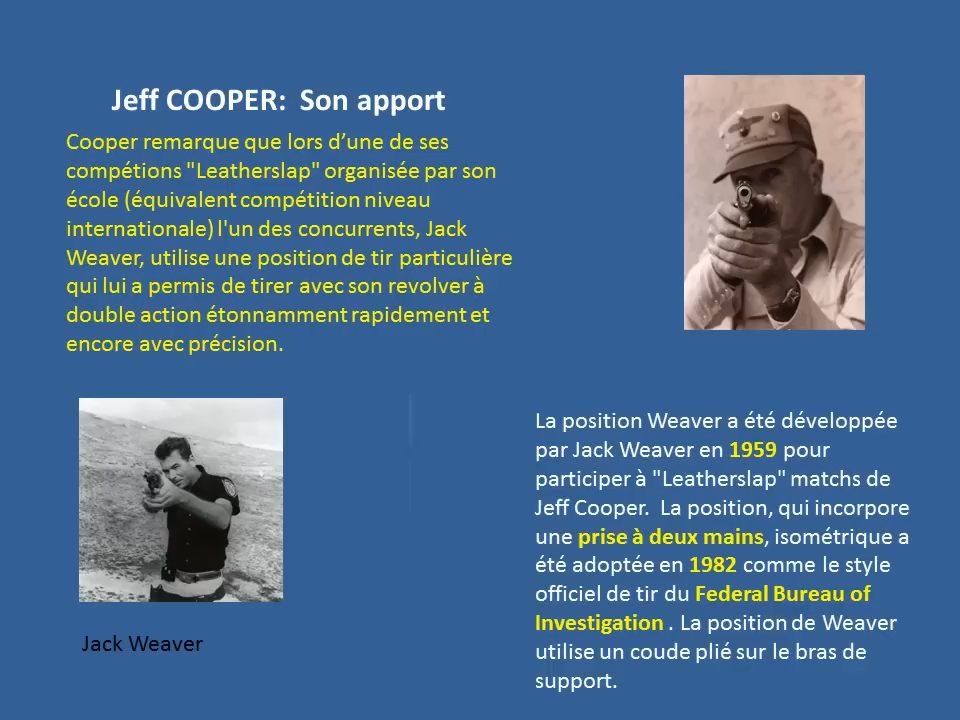 Jeff COOPER:  Son apport
Cooper remarque que lors d’une de ses
compétions "Leatherslap" organisée par son
école (équivalent compétition niveau
internationale) l'un des concurrents, Jack
Weaver, utilise une position de tir particulière
qui lui a permis de tirer avec son revolver à
double action étonnamment rapidement et
encore avec précision.
Jack Weaver
La position Weaver a été développée
par Jack Weaver en 1959 pour
participer à "Leatherslap" matchs de
Jeff Cooper.  La position, qui incorpore
une prise à deux mains, isométrique a
été adoptée en 1982 comme le style
officiel de tir du Federal Bureau of
Investigation . La position de Weaver
utilise un coude plié sur le bras de
support.